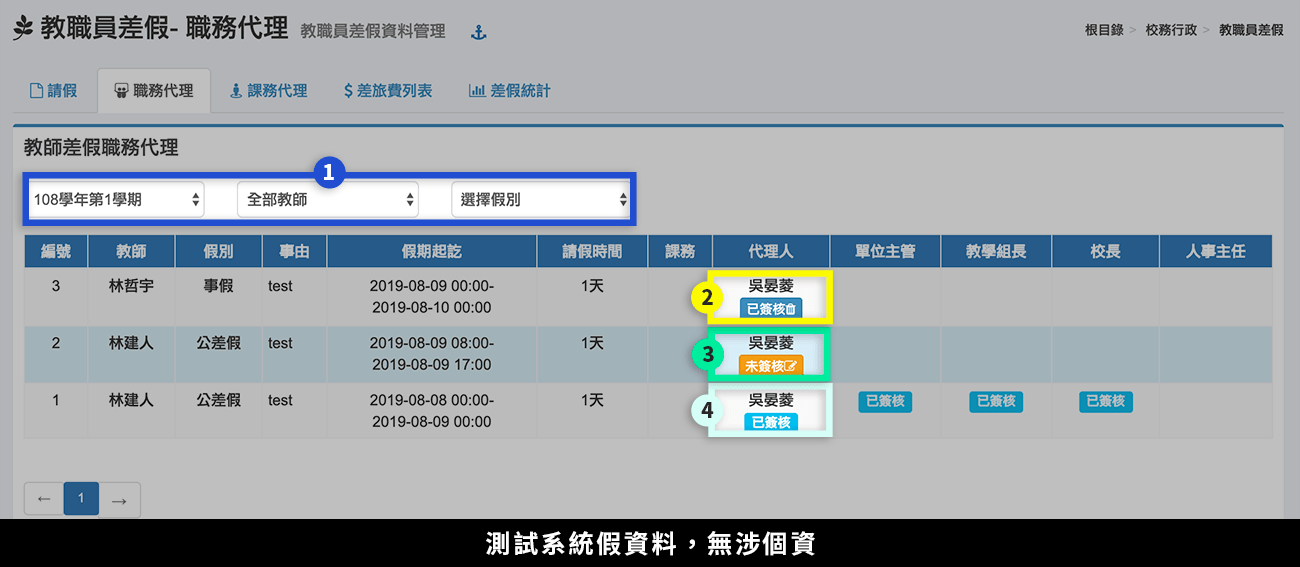 教職員差假- 職務代理 教職員差假資料管理
根目錄 > 校務行政 > 教職員差假
請假 職務代理 課務代理 $ 差旅費列表 差假統計
教師差假職務代理
1
108學年第1學期 全部教師 選擇假別
編號 教師 假別 事由 假期起訖 請假時間 課務 代理人 單位主管 教學組長 校長 人事主任
3 林哲宇 事假 test 2019-08-09 00:00- 1天 吳晏菱
2019-08-10 00:00 2 已簽核
2 林建人 公差假 test 2019-08-09 08:00- 1天 吳晏菱
2019-08-09 17:00 3 未簽核
1 林建人 公差假 test 2019-08-08 00:00- 1天 吳晏菱 已簽核 已簽核 已簽核
2019-08-09 00:00 4 已簽核
← 1 →
測試系統假資料，無涉個資